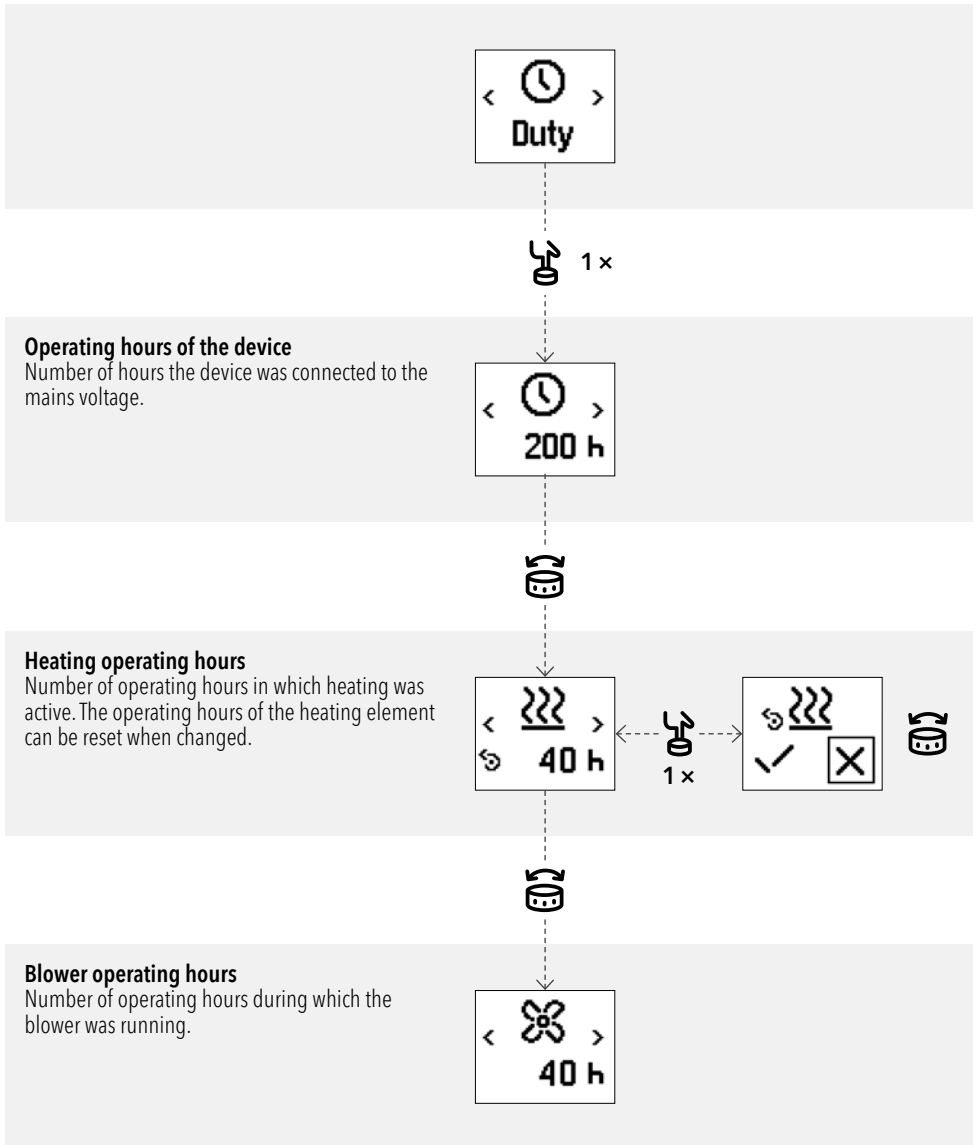 < >
Duty
1 ×
Operating hours of the device
Number of hours the device was connected to the
mains voltage.
< >
200 h
Heating operating hours
Number of operating hours in which heating was
active. The operating hours of the heating element
can be reset when changed.
< >
40 h
1 ×
Blower operating hours
Number of operating hours during which the
blower was running.
< >
40 h